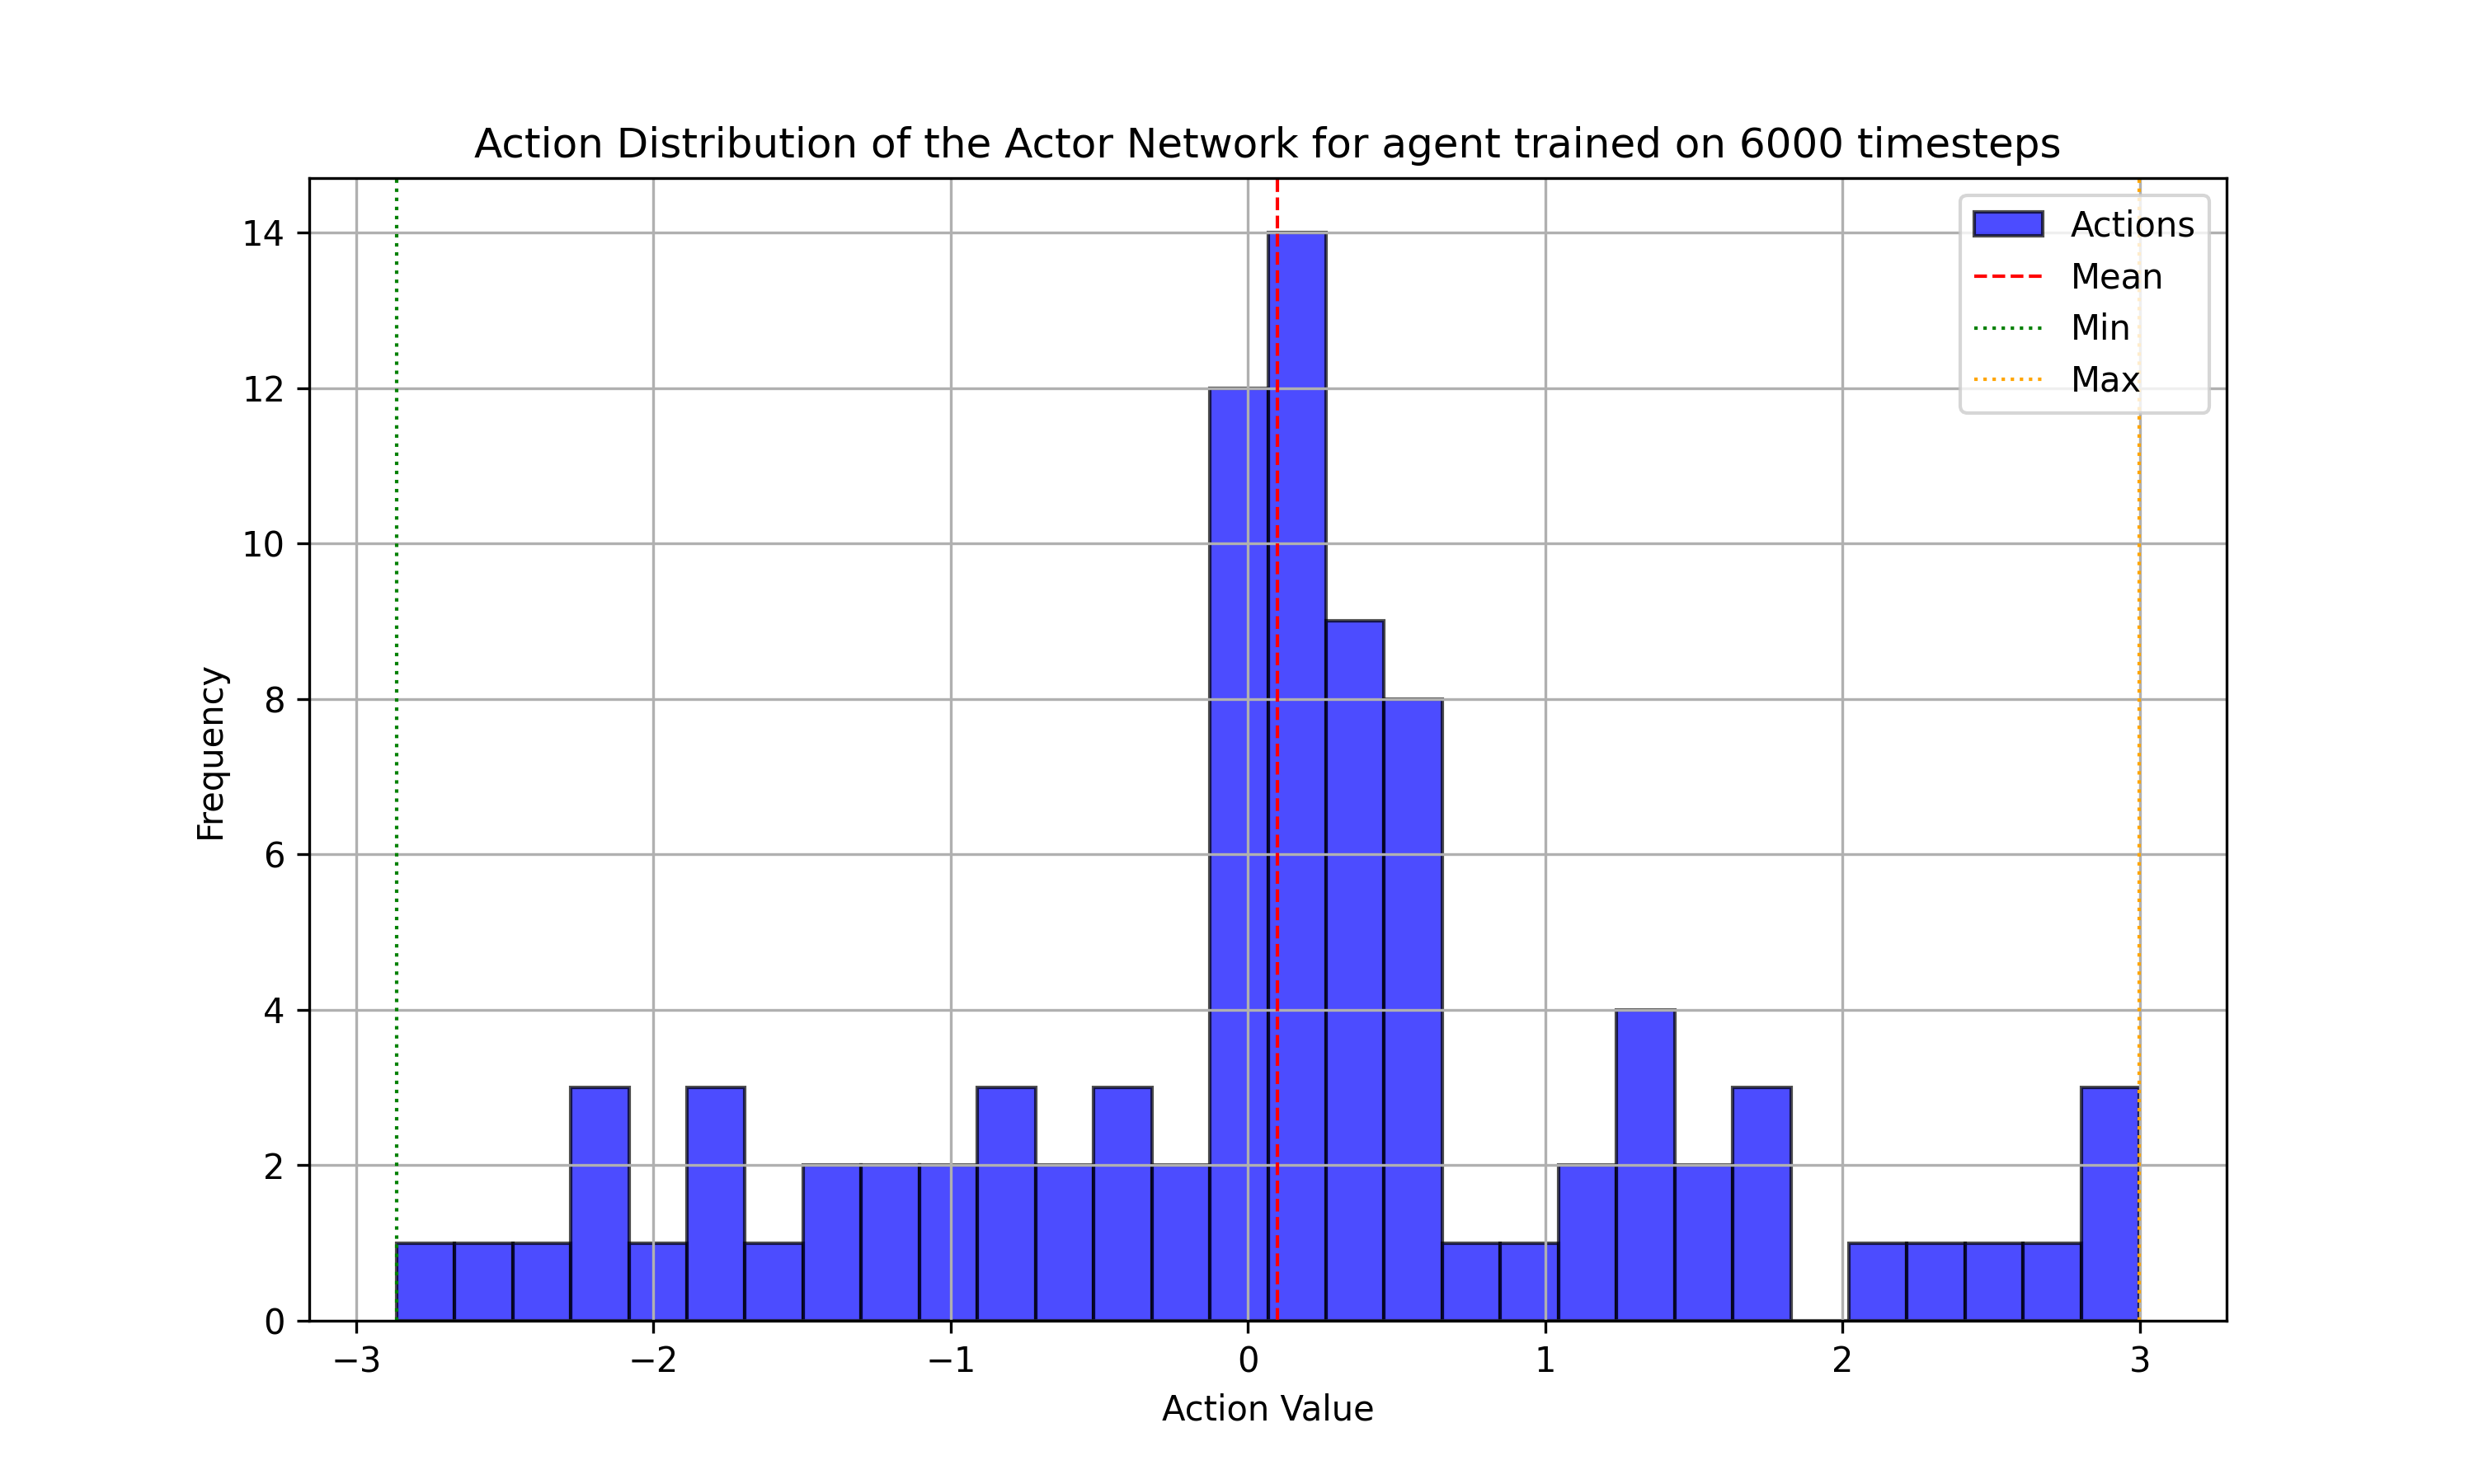 Action Distribution of the Actor Network for agent trained on 6000 timesteps
Actions
Mean
Min
Max
14
12
10
8
6
4
2
0
Frequency
−3
−2
−1
0
1
2
3
Action Value